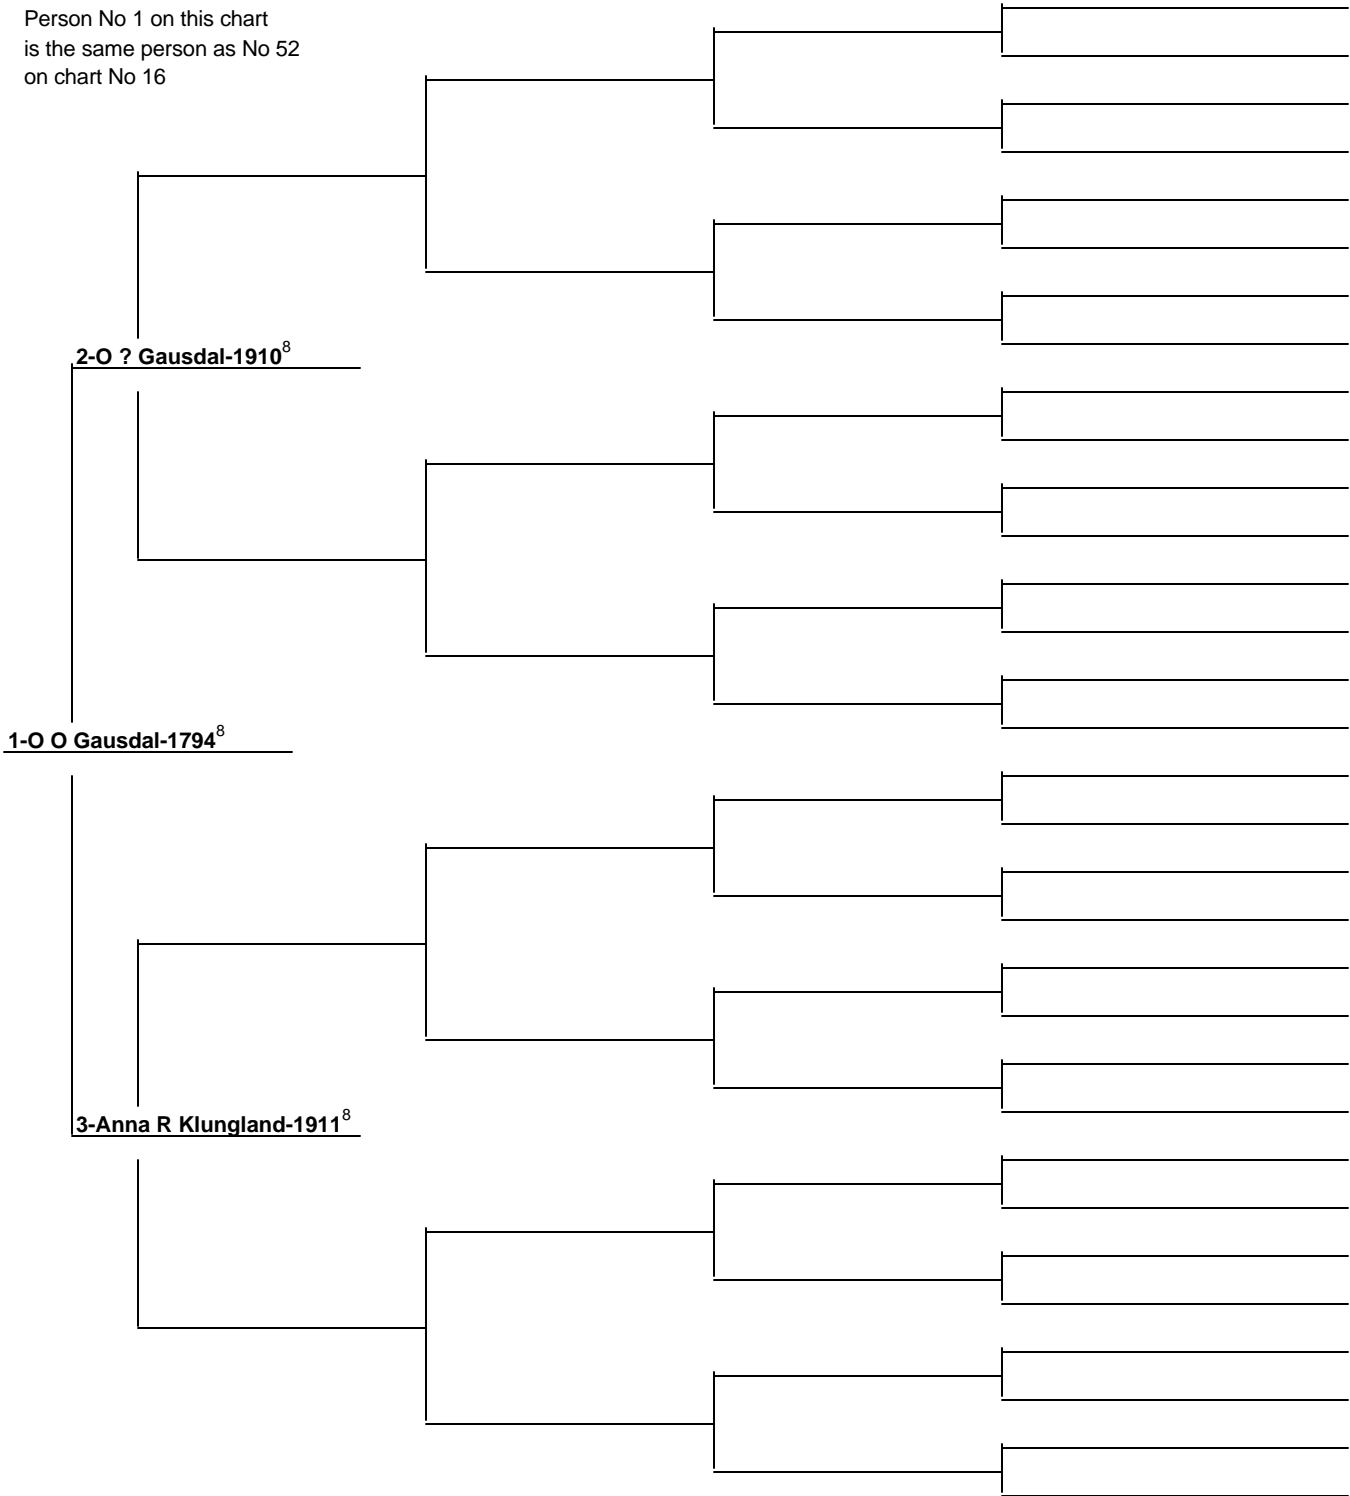 Person No 1 on this chart
is the same person as No 52
on chart No 16
2-O ? Gausdal-1910⁸
1-O O Gausdal-1794⁸
3-Anna R Klungland-1911⁸